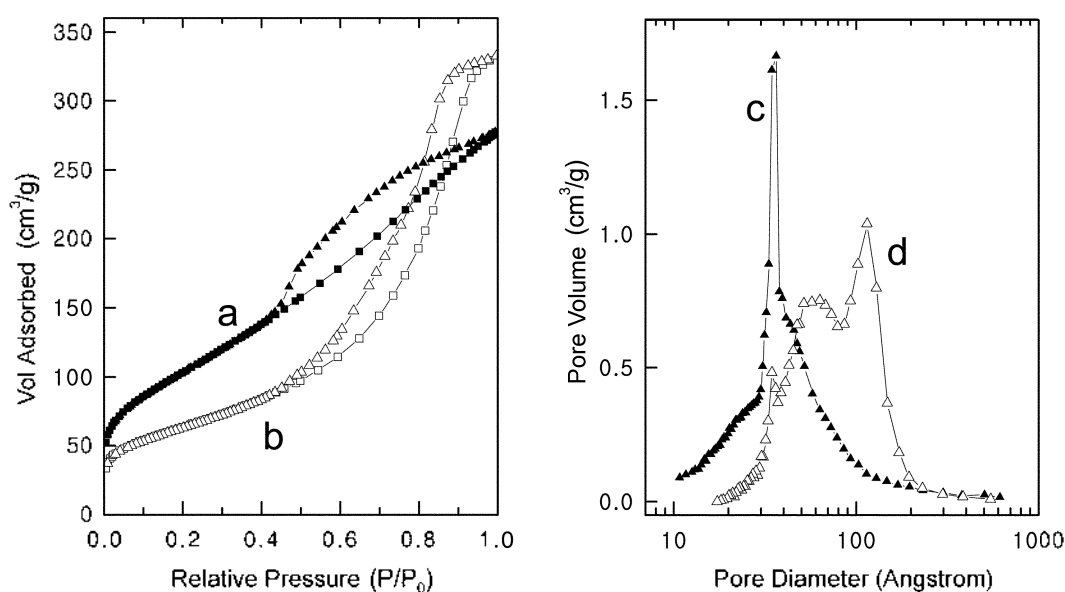 350
300
250
200
150
100
50
0
0.0 0.2 0.4 0.6 0.8 1.0
Vol Adsorbed (cm³/g)
Relative Pressure (P/P₀)
a
b
1.5
1.0
0.5
0.0
10 100 1000
Pore Volume (cm³/g)
Pore Diameter (Angstrom)
c
d